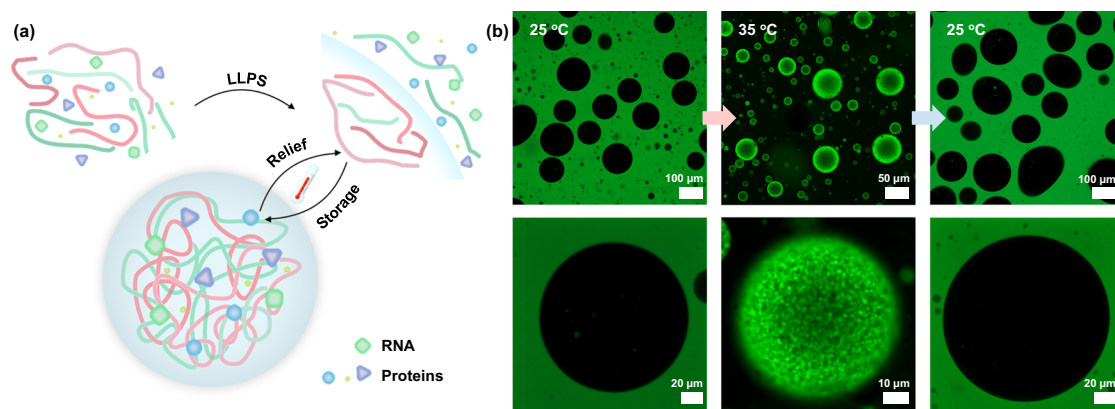 (a)
LLPS
Relief
Storage
RNA
Proteins
(b)
25 °C
35 °C
25 °C
100 μm
50 μm
100 μm
20 μm
10 μm
20 μm